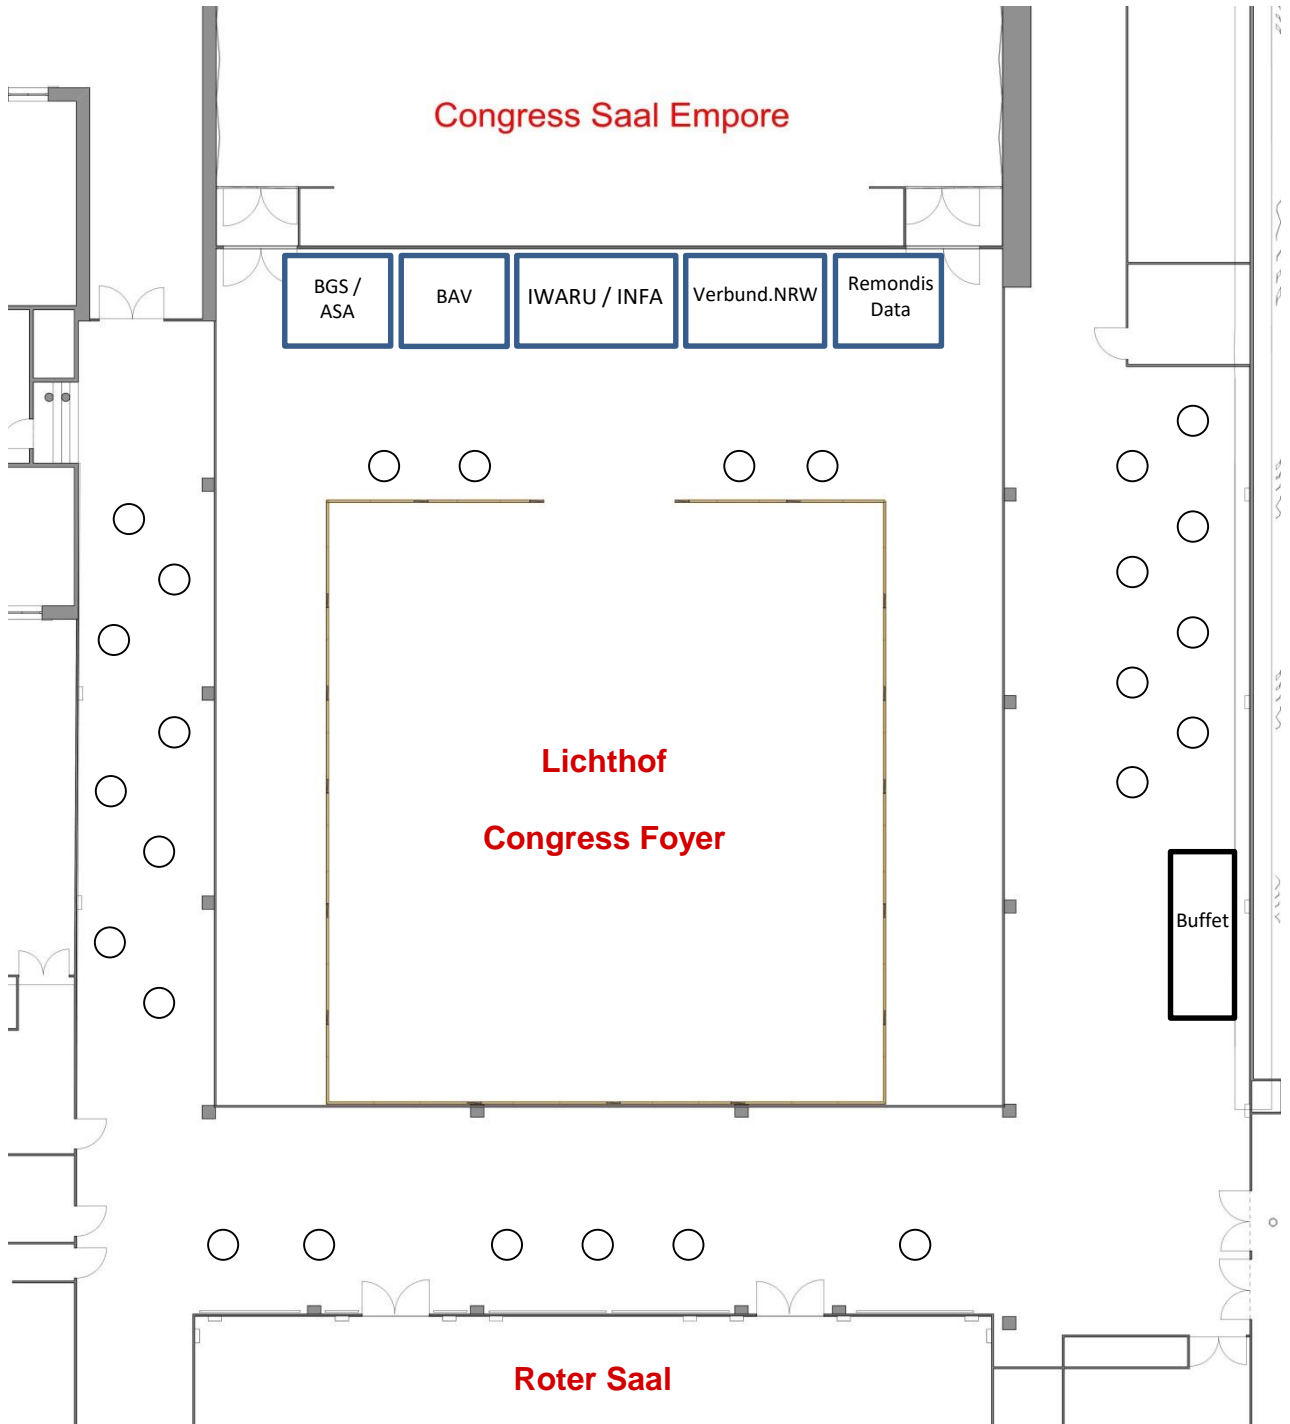 Congress Saal Empore
BGS /
ASA
BAV
IWARU / INFA
Verbund.NRW
Remondis
Data
Lichthof
Congress Foyer
Buffet
Roter Saal